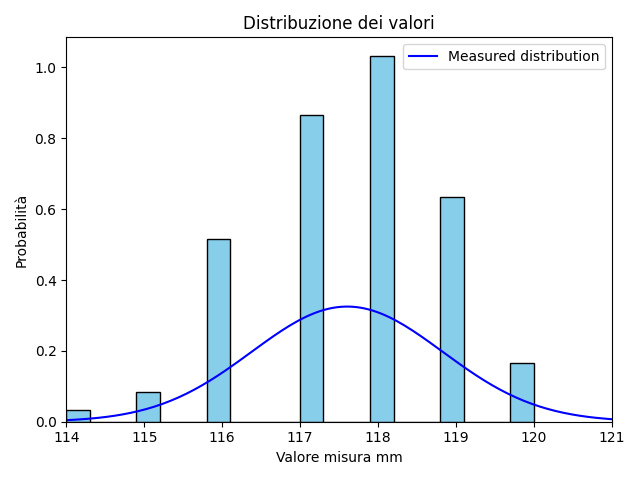 Distribuzione dei valori
Measured distribution
Probabilità
1.0
0.8
0.6
0.4
0.2
0.0
114 115 116 117 118 119 120 121
Valore misura mm